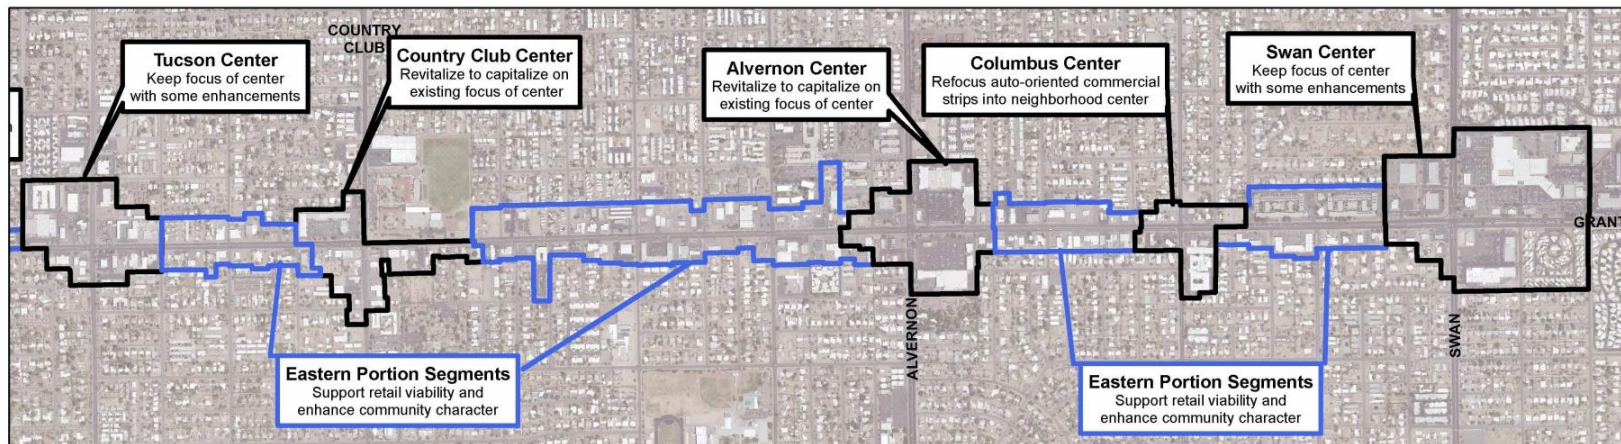 COUNTRY
CLUB
Tucson Center
Keep focus of center
with some enhancements
Country Club Center
Revitalize to capitalize on
existing focus of center
Alvernon Center
Revitalize to capitalize on
existing focus of center
Columbus Center
Refocus auto-oriented commercial
strips into neighborhood center
Swan Center
Keep focus of center
with some enhancements
GRANT
ALVERNON
SWAN
Eastern Portion Segments
Support retail viability and
enhance community character
Eastern Portion Segments
Support retail viability and
enhance community character